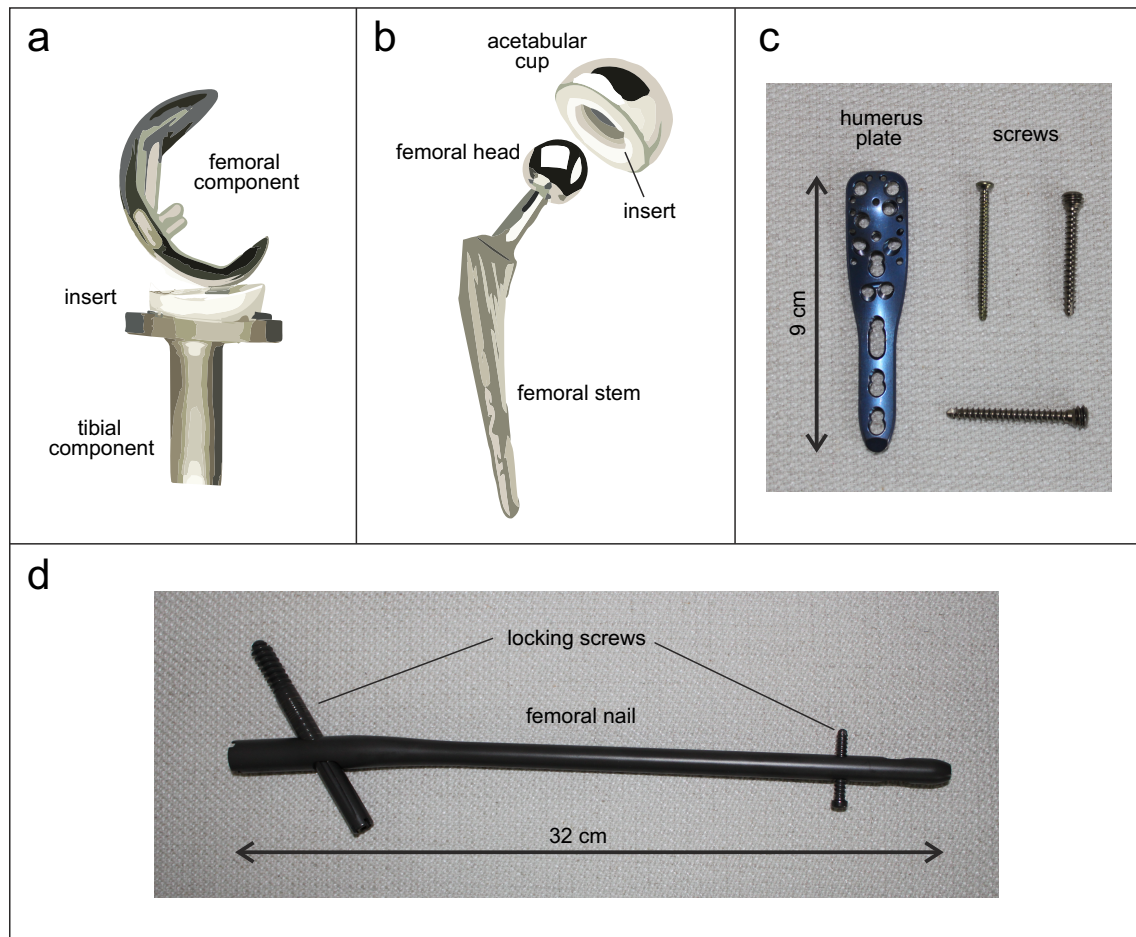 a
femoral
component
insert
tibial
component
b
acetabular
cup
femoral head
insert
femoral stem
c
humerus
plate
screws
9 cm
d
locking screws
femoral nail
32 cm